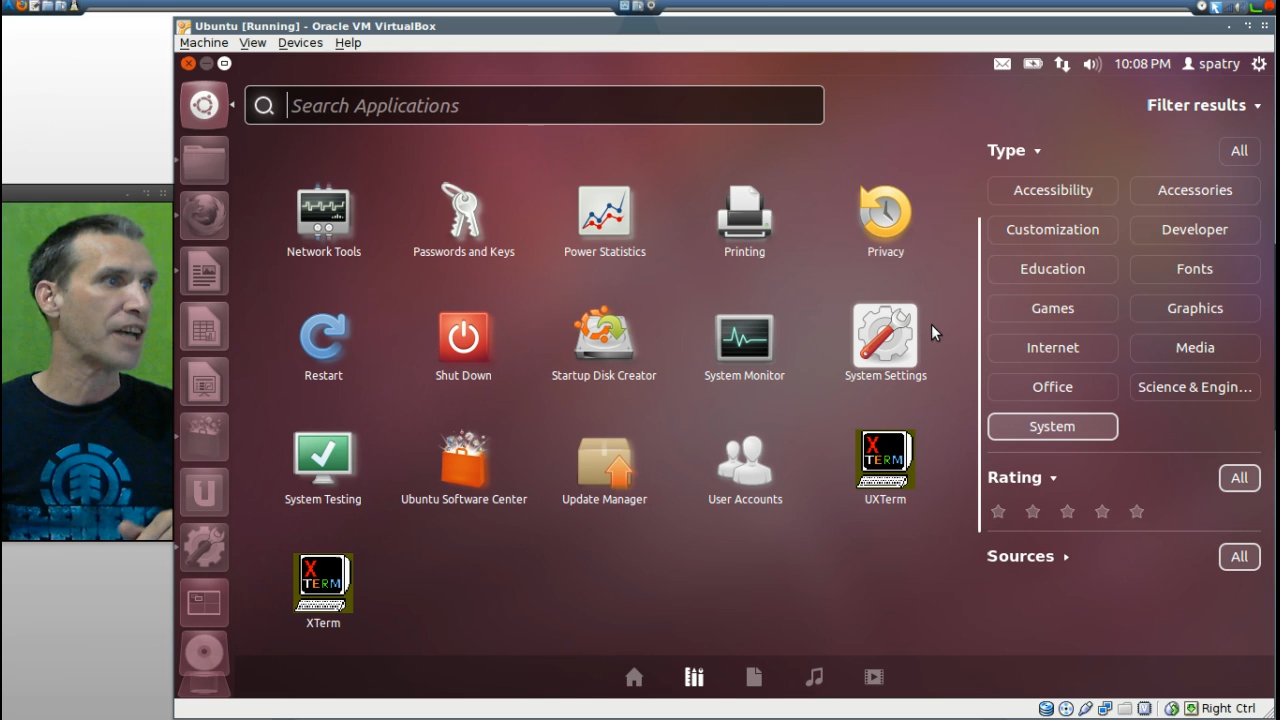 Ubuntu [Running] - Oracle VM VirtualBox
Machine View Devices Help
10:08 PM spatry
Search Applications
Filter results
Type All
Accessibility Accessories
Customization Developer
Education Fonts
Games Graphics
Internet Media
Office Science & Engin...
System
Rating All
Sources All
Network Tools Passwords and Keys Power Statistics Printing Privacy
Restart Shut Down Startup Disk Creator System Monitor System Settings
System Testing Ubuntu Software Center Update Manager User Accounts X TERM UXTerm
X TERM
XTerm
U
Right Ctrl